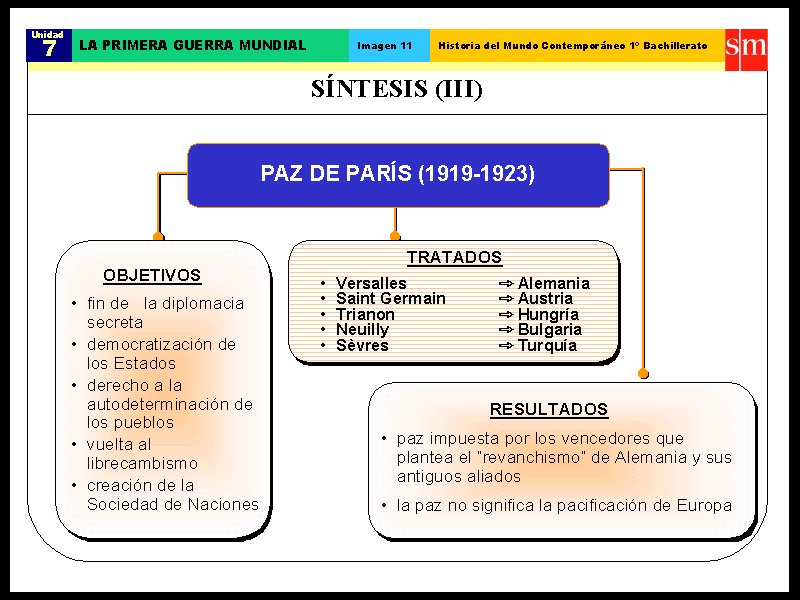 Unidad
7
LA PRIMERA GUERRA MUNDIAL
Imagen 11
Historia del Mundo Contemporáneo 1º Bachillerato
sm
SÍNTESIS (III)
PAZ DE PARÍS (1919-1923)
OBJETIVOS
• fin de la diplomacia
secreta
• democratización de
los Estados
• derecho a la
autodeterminación de
los pueblos
• vuelta al
librecambismo
• creación de la
Sociedad de Naciones
TRATADOS
• Versalles ⇨ Alemania
• Saint Germain ⇨ Austria
• Trianon ⇨ Hungría
• Neuilly ⇨ Bulgaria
• Sèvres ⇨ Turquía
RESULTADOS
• paz impuesta por los vencedores que
plantea el "revanchismo" de Alemania y sus
antiguos aliados
• la paz no significa la pacificación de Europa